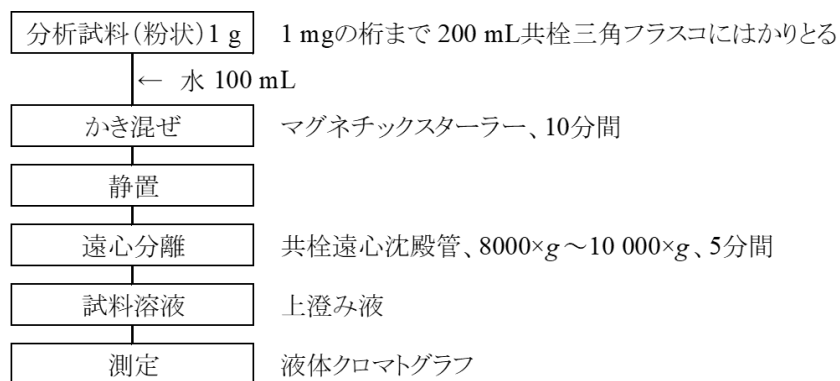 分析試料(粉状)1 g 1 mgの桁まで 200 mL共栓三角フラスコにはかりとる
← 水 100 mL
かき混ぜ マグネチックスターラー、10分間
静置
遠心分離 共栓遠心沈殿管、8000×g～10 000×g、5分間
試料溶液 上澄み液
測定 液体クロマトグラフ